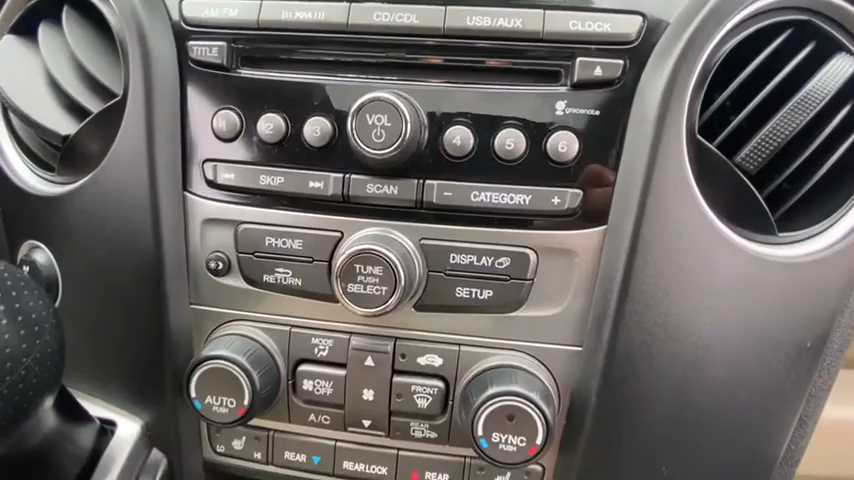 AM/FM (((XM))) CD/CDL USB/AUX CLOCK
TITLE
gracenote
1 2 3 VOL 4 5 6
SKIP SCAN - CATEGORY +
PHONE DISPLAY
RETURN TUNE PUSH SELECT SETUP
MODE
ON/OFF FRONT
A/C REAR
AUTO PUSH SYNC PUSH
LO HI
REAR REAR LOCK REAR